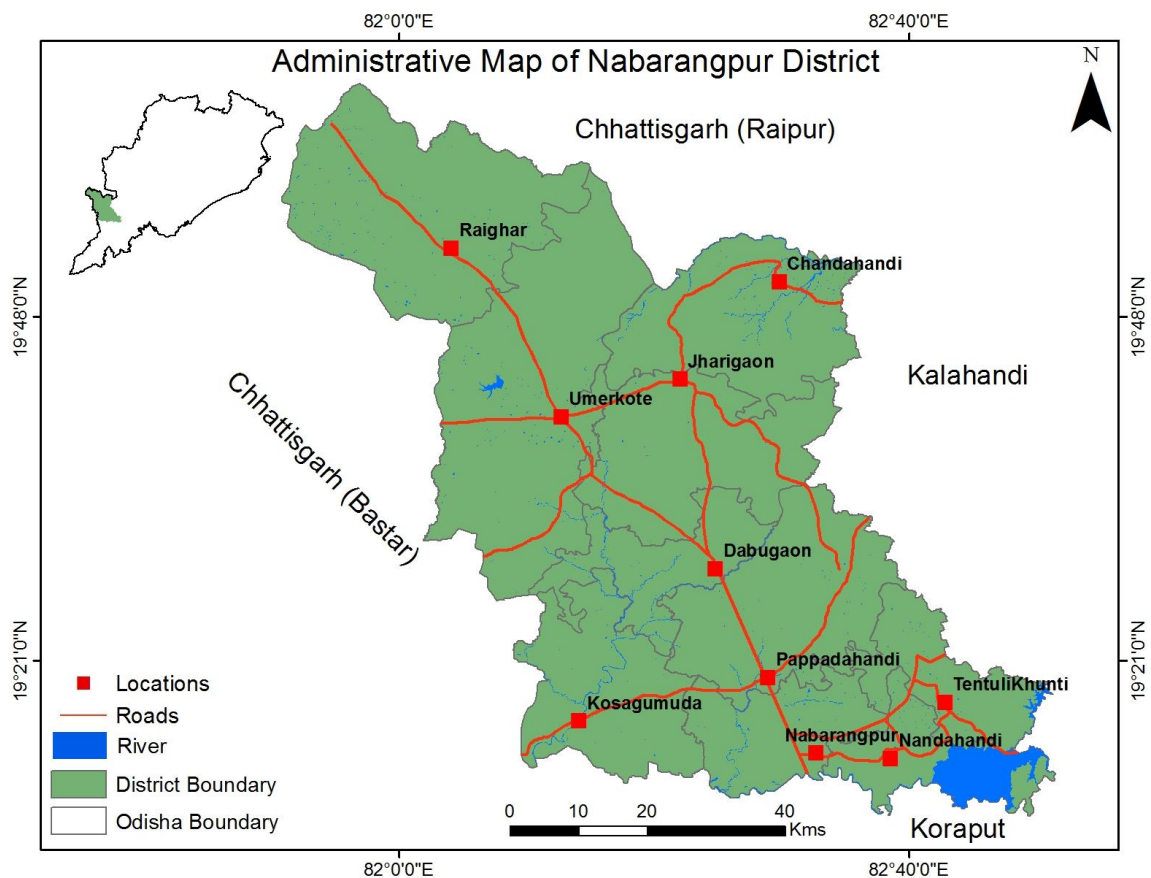 82°0'0"E
82°40'0"E
Administrative Map of Nabarangpur District
N
Chhattisgarh (Raipur)
Raighar
Chandahandi
19°48'0"N
19°48'0"N
Jharigaon
Kalahandi
Umerkote
Chhattisgarh (Bastar)
Dabugaon
19°21'0"N
19°21'0"N
Pappadahandi
TentuliKhunti
Kosagumuda
Nabarangpur
Nandahandi
Locations
Roads
River
District Boundary
Odisha Boundary
0 10 20 40
Kms
Koraput
82°0'0"E
82°40'0"E